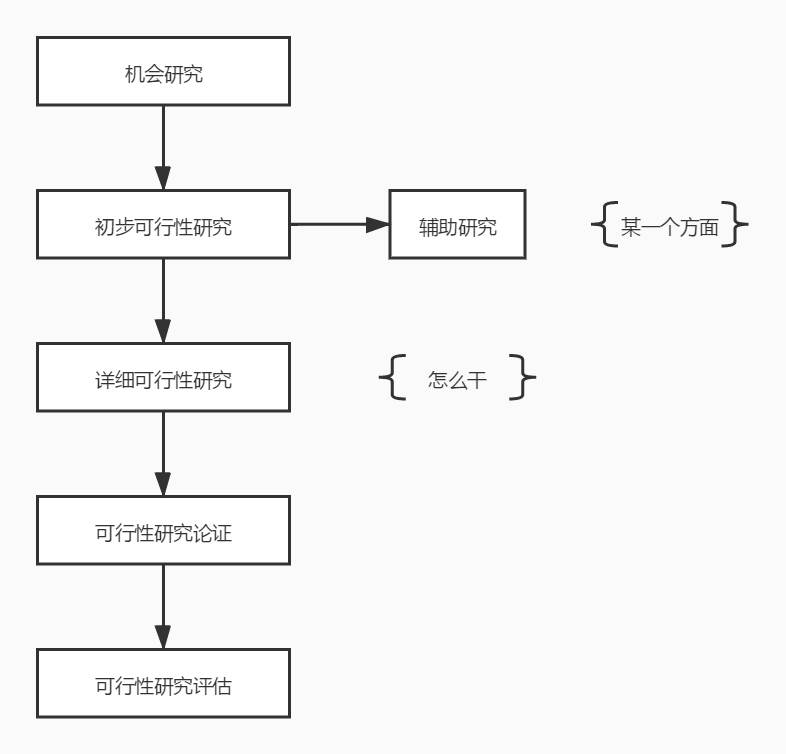 机会研究
初步可行性研究
辅助研究
某一个方面
详细可行性研究
怎么干
可行性研究论证
可行性研究评估